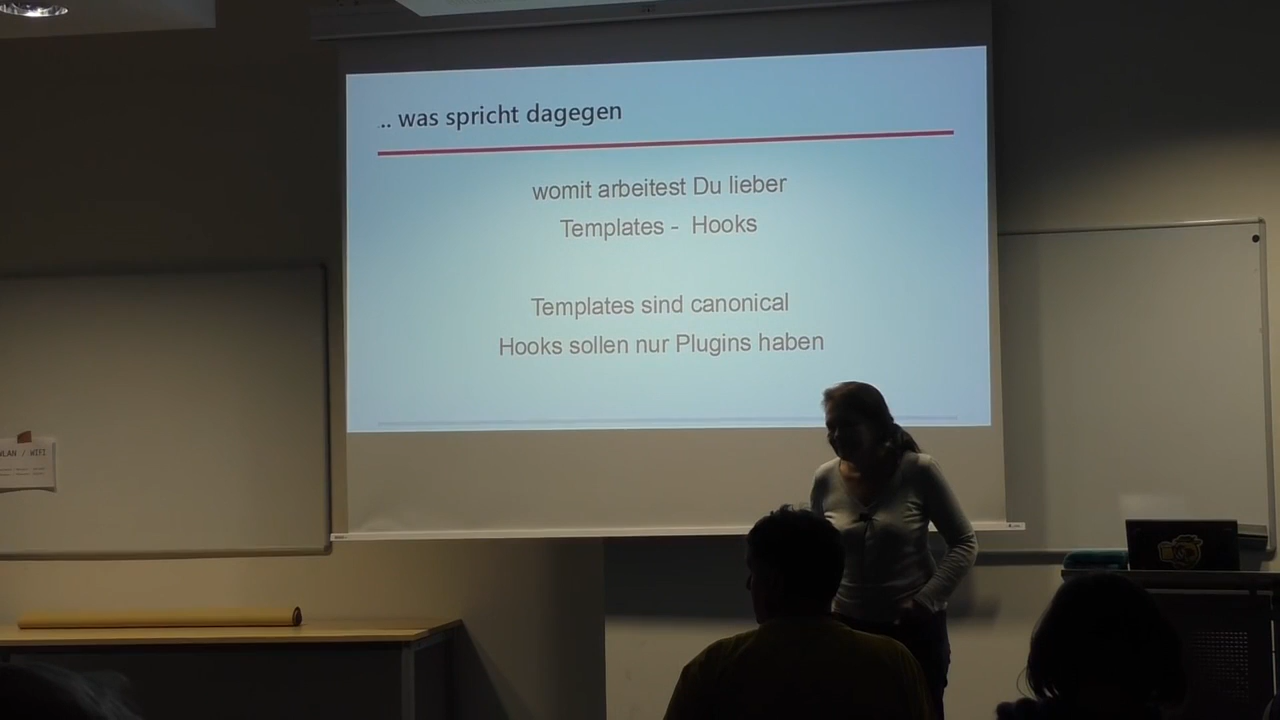 ... was spricht dagegen
womit arbeitest Du lieber
Templates - Hooks
Templates sind canonical
Hooks sollen nur Plugins haben
WLAN / WIFI